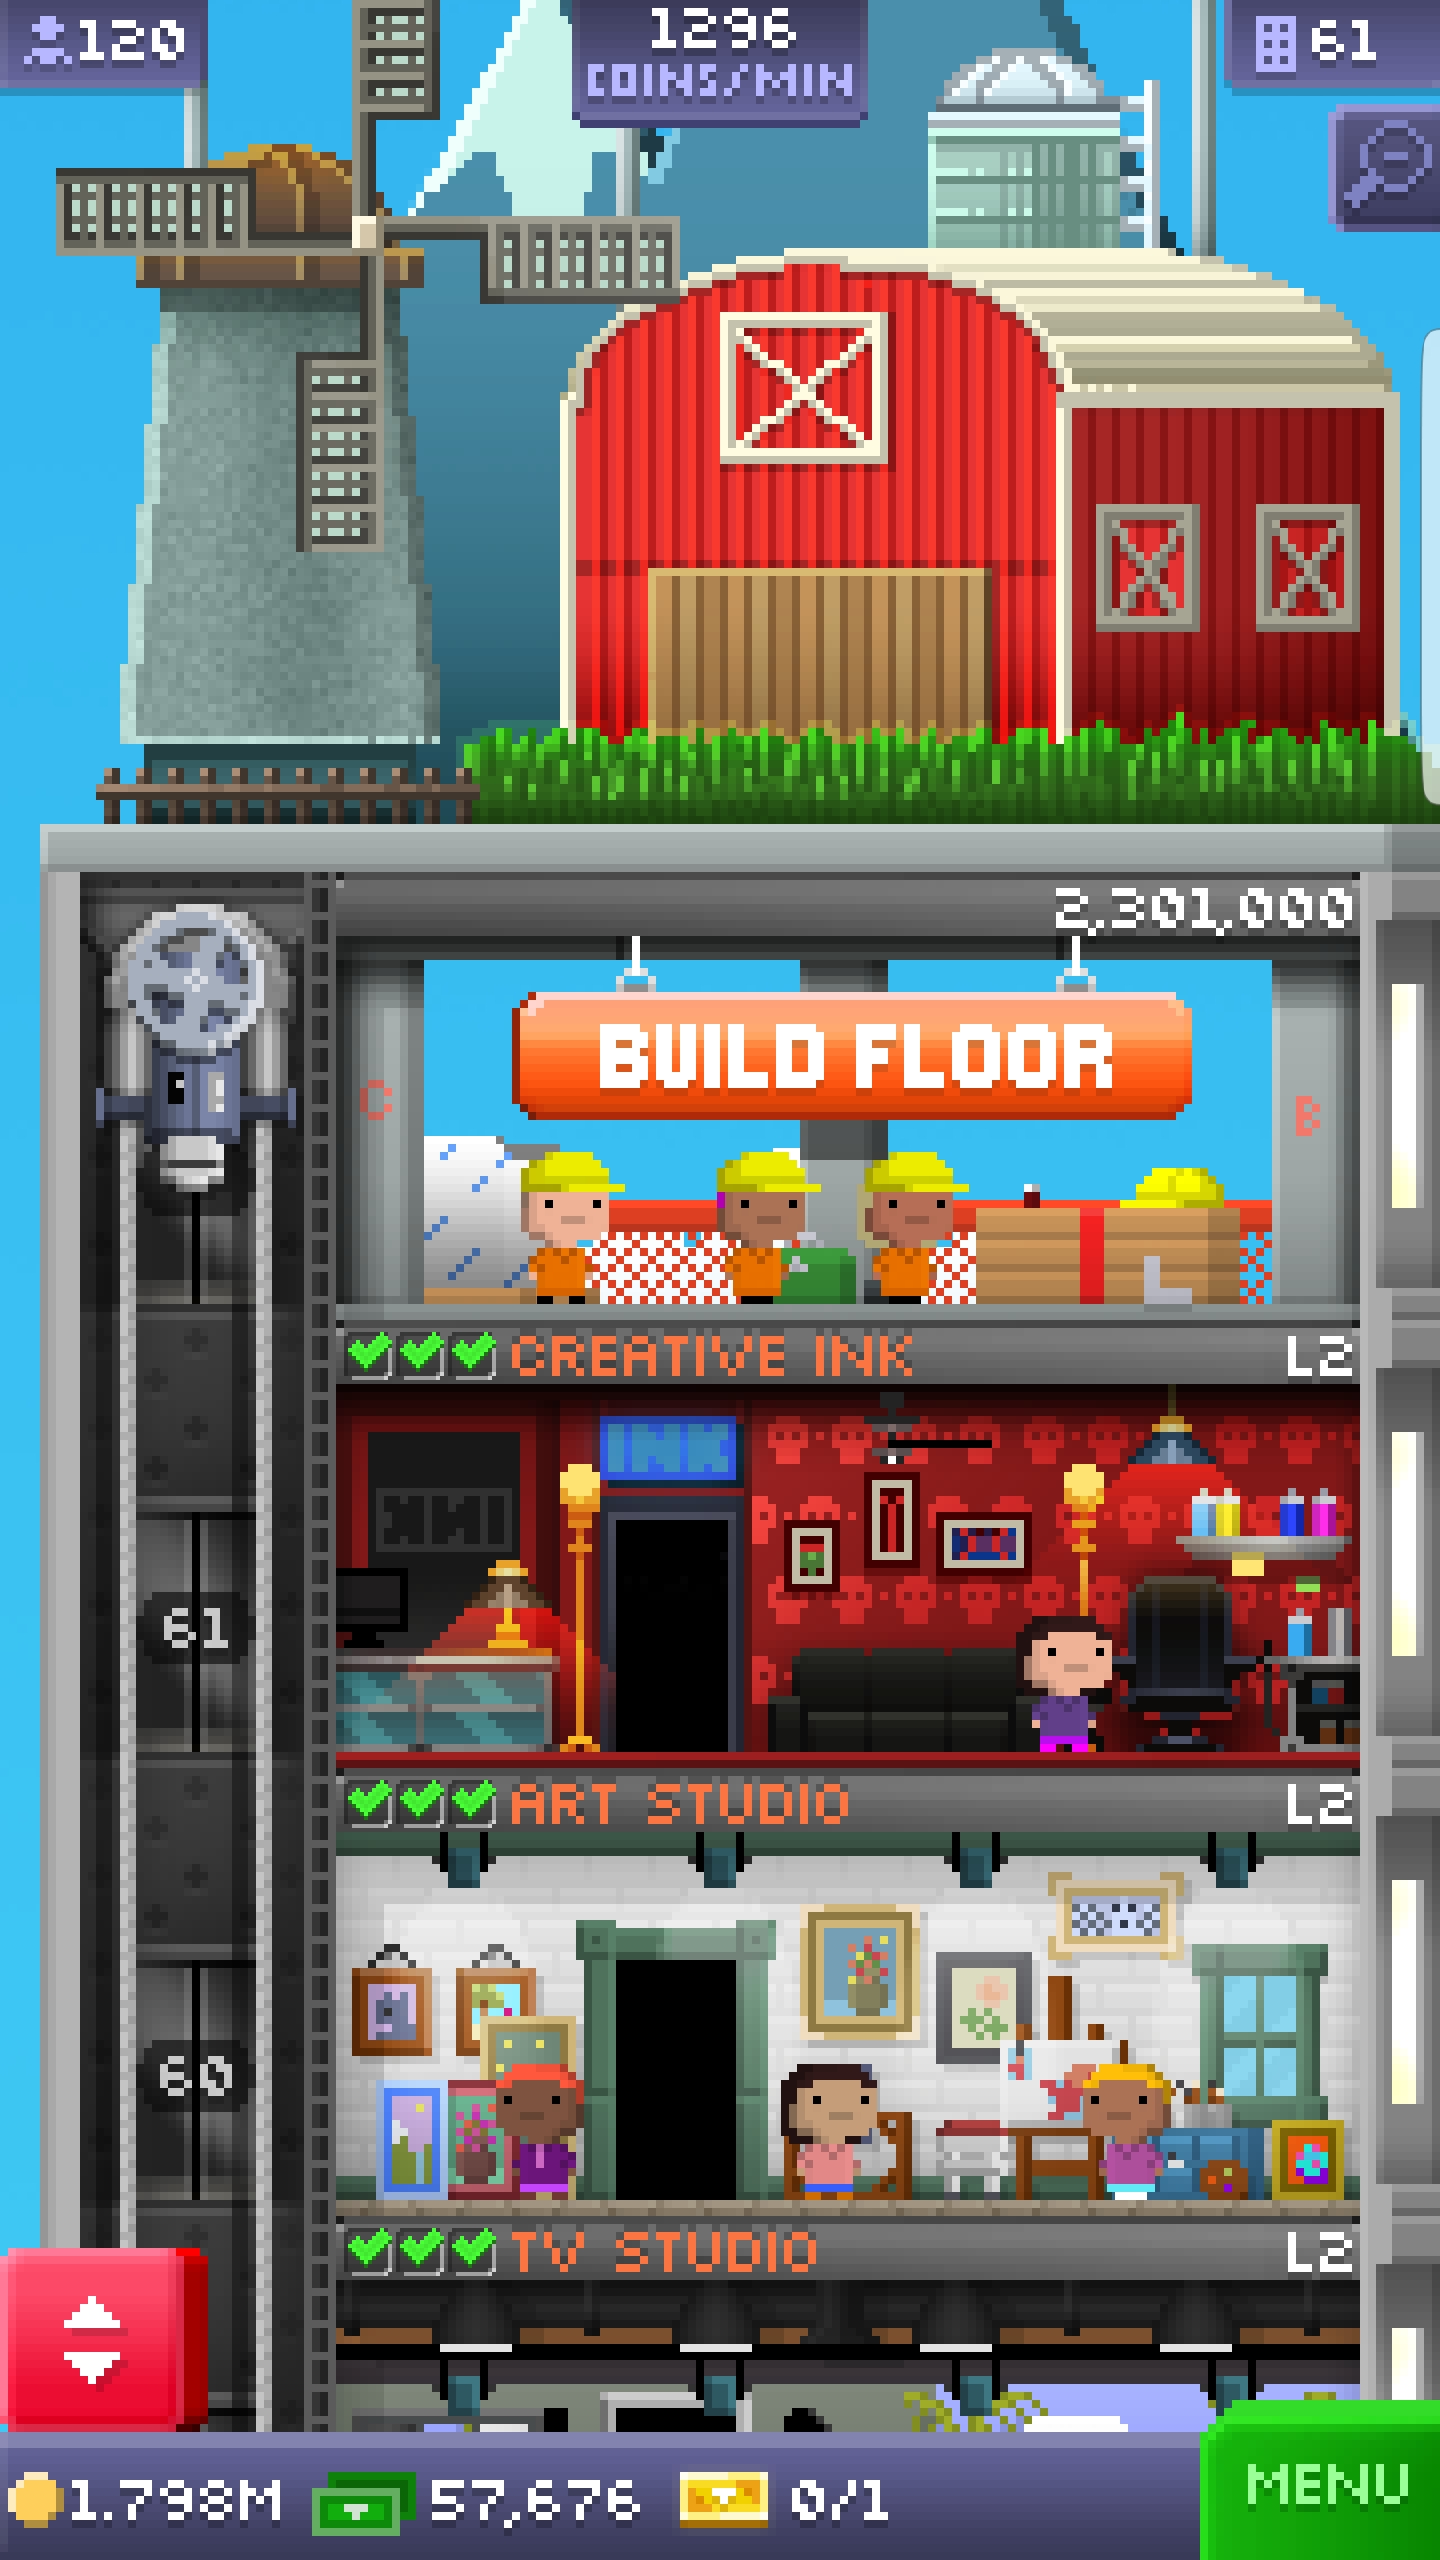 120
1296
COINS/MIN
61
2,301,000
BUILD FLOOR
C
B
CREATIVE INK L2
INK
61
ART STUDIO L2
60
TV STUDIO L2
1.798M 57,676 0/1
MENU